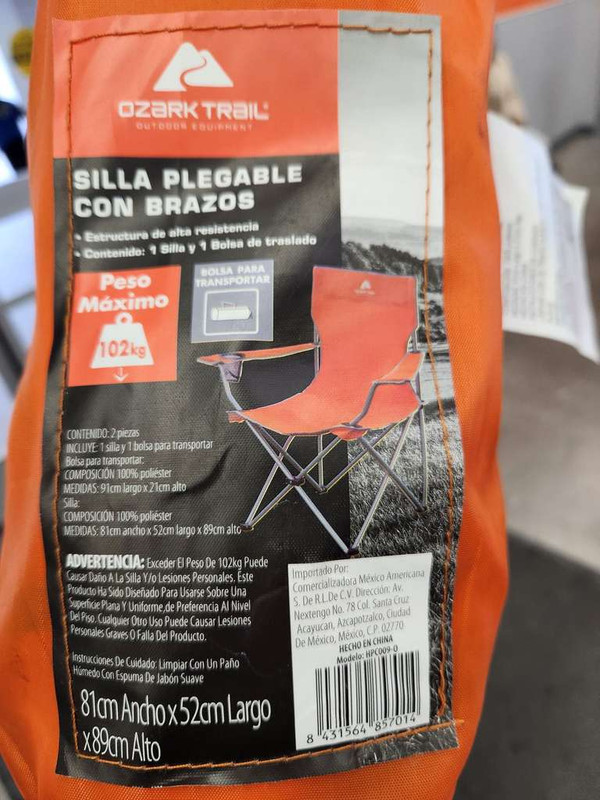 OZARK TRAIL
OUTDOOR EQUIPMENT
SILLA PLEGABLE
CON BRAZOS
• Estructura de alta resistencia
• Contenido: 1 Silla y 1 Bolsa de traslado
Peso
Máximo
102kg
BOLSA PARA
TRANSPORTAR
CONTENIDO: 2 piezas
INCLUYE: 1 silla y 1 bolsa para transportar
Bolsa para transportar:
COMPOSICIÓN 100% poliéster
MEDIDAS: 91cm largo x 21cm alto
Silla:
COMPOSICIÓN 100% poliéster
MEDIDAS: 81cm ancho x 52cm largo x 89cm alto
ADVERTENCIA: Exceder El Peso De 102kg Puede
Causar Daño A La Silla Y/o Lesiones Personales. Este
Producto Ha Sido Diseñado Para Usarse Sobre Una
Superficie Plana Y Uniforme, de Preferencia Al Nivel
Del Piso. Cualquier Otro Uso Puede Causar Lesiones
Personales Graves O Falla Del Producto.
Instrucciones De Cuidado: Limpiar Con Un Paño
Húmedo Con Espuma De Jabón Suave
81cm Ancho x 52cm Largo
x 89cm Alto
Importado Por:
Comercializadora México Americana
S. De R.L.De C.V. Dirección: Av.
Nextengo No. 78 Col. Santa Cruz
Acayucan, Azcapotzalco, Ciudad
De México, México, C.P. 02770
HECHO EN CHINA
Modelo: HPC009-O
8 431564 857014